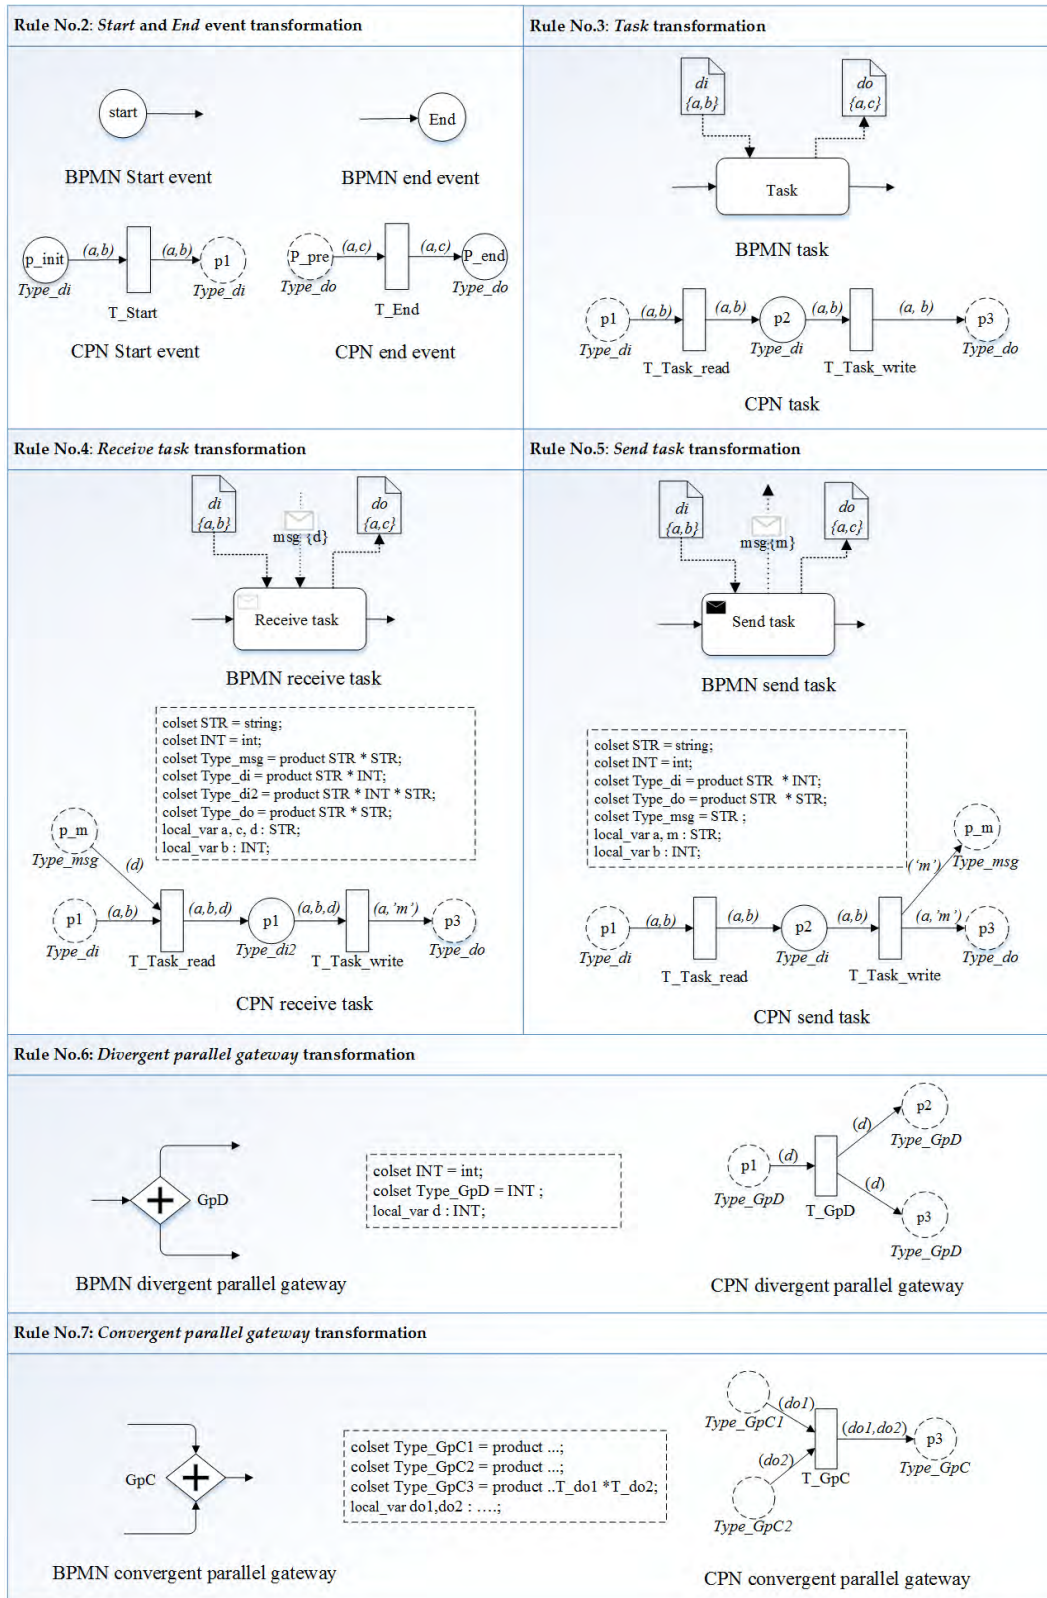 Rule No.2: Start and End event transformation
start
End
BPMN Start event
BPMN end event
p_init
(a,b)
(a,b)
p1
Type_di
Type_di
T_Start
CPN Start event
P_pre
(a,c)
(a,c)
P_end
Type_do
Type_do
T_End
CPN end event
Rule No.3: Task transformation
di
{a,b}
do
{a,c}
Task
BPMN task
p1
(a,b)
(a,b)
p2
(a,b)
(a, b)
p3
Type_di
Type_di
Type_do
T_Task_read
T_Task_write
CPN task
Rule No.4: Receive task transformation
di
{a,b}
msg {d}
do
{a,c}
Receive task
BPMN receive task
colset STR = string;
colset INT = int;
colset Type_msg = product STR * STR;
colset Type_di = product STR * INT;
colset Type_di2 = product STR * INT * STR;
colset Type_do = product STR * STR;
local_var a, c, d : STR;
local_var b : INT;
p_m
Type_msg
(d)
p1
(a,b)
(a,b,d)
p1
(a,b,d)
(a,'m')
p3
Type_di
Type_di2
Type_do
T_Task_read
T_Task_write
CPN receive task
Rule No.5: Send task transformation
di
{a,b}
msg{m}
do
{a,c}
Send task
BPMN send task
colset STR = string;
colset INT = int;
colset Type_di = product STR * INT;
colset Type_do = product STR * STR;
colset Type_msg = STR ;
local_var a, m : STR;
local_var b : INT;
p_m
Type_msg
('m')
p1
(a,b)
(a,b)
p2
(a,b)
(a,'m')
p3
Type_di
Type_di
Type_do
T_Task_read
T_Task_write
CPN send task
Rule No.6: Divergent parallel gateway transformation
GpD
BPMN divergent parallel gateway
colset INT = int;
colset Type_GpD = INT ;
local_var d : INT;
p2
(d)
Type_GpD
p1
(d)
Type_GpD
(d)
T_GpD
p3
Type_GpD
CPN divergent parallel gateway
Rule No.7: Convergent parallel gateway transformation
GpC
BPMN convergent parallel gateway
colset Type_GpC1 = product ...;
colset Type_GpC2 = product ...;
colset Type_GpC3 = product ..T_do1 *T_do2;
local_var do1,do2 : ....;
(do1)
Type_GpC1
(do1,do2)
p3
(do2)
Type_GpC
T_GpC
Type_GpC2
CPN convergent parallel gateway